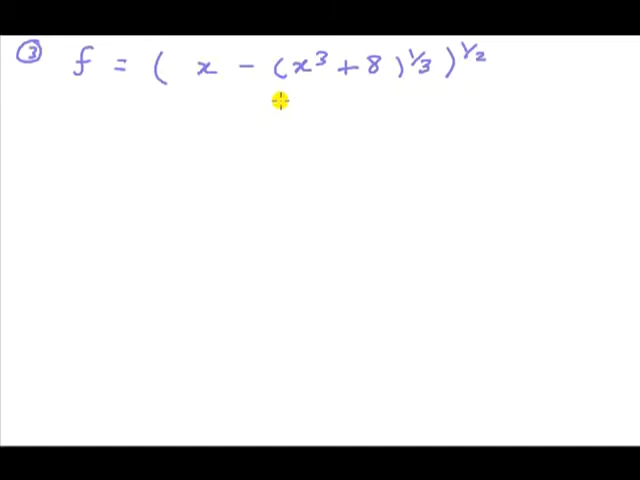 ③ f = ( x - (x³+8)^1/3 )^1/2